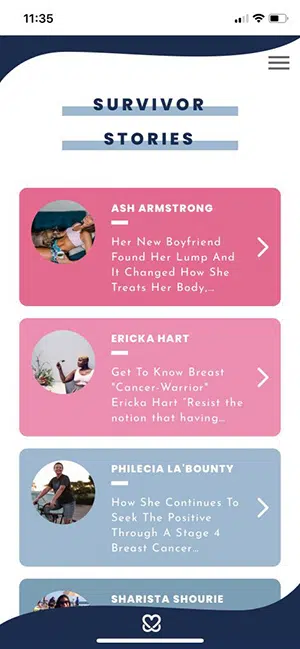 11:35
SURVIVOR
STORIES
ASH ARMSTRONG
Her New Boyfriend
Found Her Lump And
It Changed How She
Treats Her Body,...
ERICKA HART
Get To Know Breast
"Cancer-Warrior"
Ericka Hart "Resist the
notion that having...
PHILECIA LA'BOUNTY
How She Continues To
Seek The Positive
Through A Stage 4
Breast Cancer...
SHARISTA SHOURIE